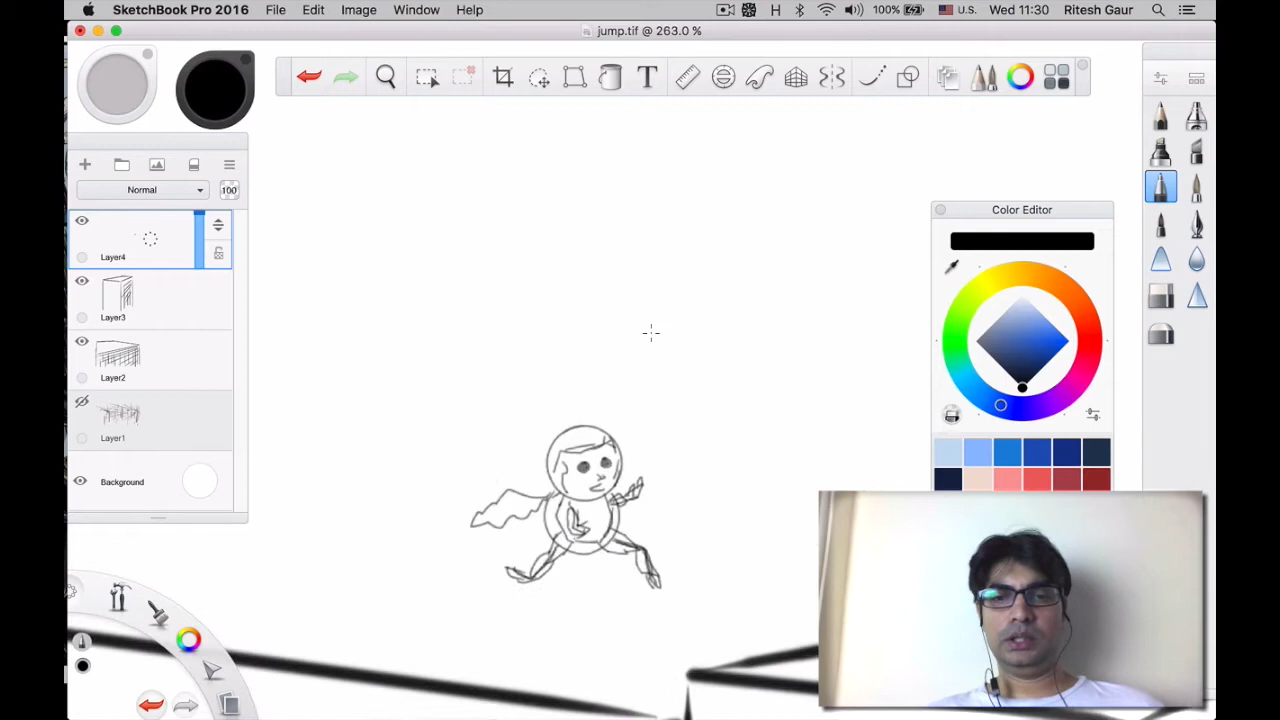 SketchBook Pro 2016 File Edit Image Window Help
H 100% U.S. Wed 11:30 Ritesh Gaur
jump.tif @ 263.0 %
T
Normal 100
Layer4
Layer3
Layer2
Layer1
Background
Color Editor